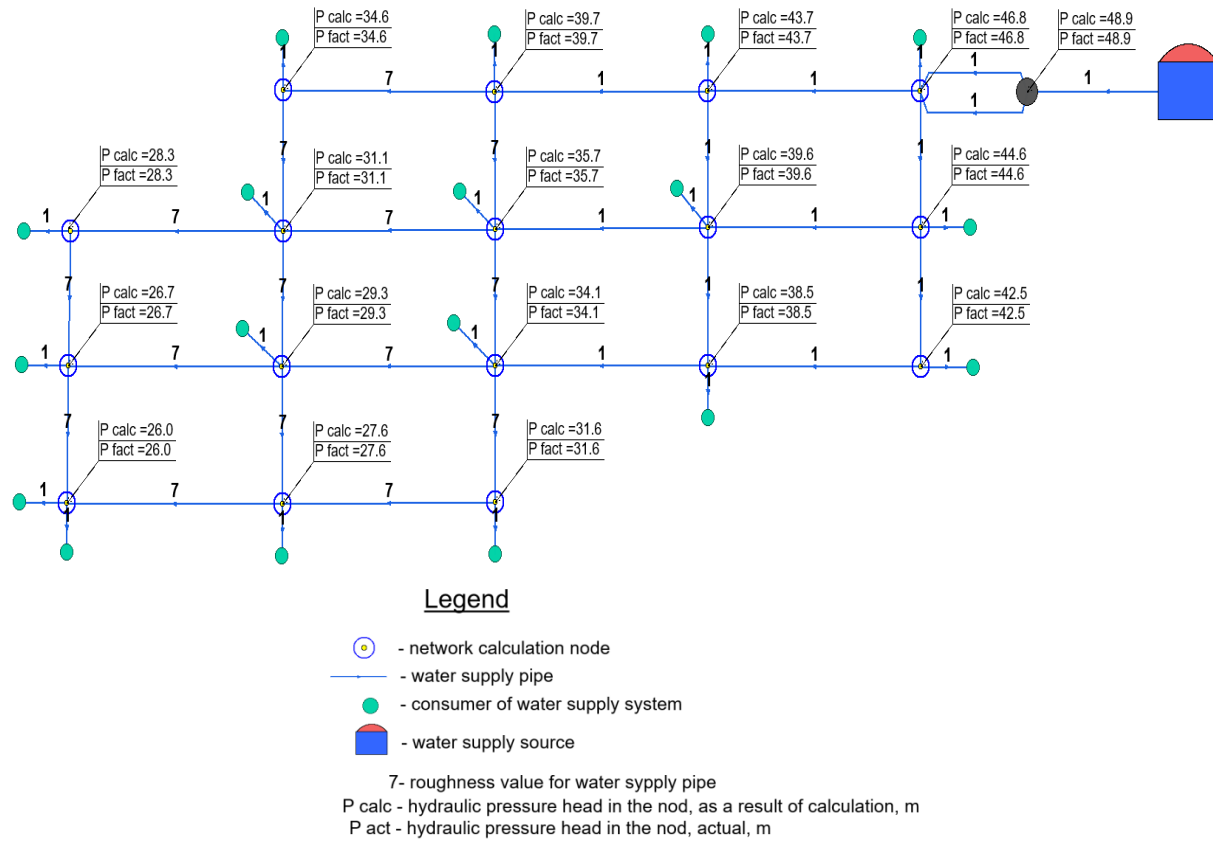 P calc =34.6
P fact =34.6
P calc =39.7
P fact =39.7
P calc =43.7
P fact =43.7
P calc =46.8
P fact =46.8
P calc =48.9
P fact =48.9
1
1
1
1
1
7
1
1
1
1
7
7
1
1
P calc =28.3
P fact =28.3
P calc =31.1
P fact =31.1
P calc =35.7
P fact =35.7
P calc =39.6
P fact =39.6
P calc =44.6
P fact =44.6
1
1
1
1
7
7
1
1
1
7
7
7
1
1
P calc =26.7
P fact =26.7
P calc =29.3
P fact =29.3
P calc =34.1
P fact =34.1
P calc =38.5
P fact =38.5
P calc =42.5
P fact =42.5
1
1
1
7
7
1
1
1
7
7
7
1
P calc =26.0
P fact =26.0
P calc =27.6
P fact =27.6
P calc =31.6
P fact =31.6
1
7
7
1
1
1
Legend
- network calculation node
- water supply pipe
- consumer of water supply system
- water supply source
7- roughness value for water sypply pipe
P calc - hydraulic pressure head in the nod, as a result of calculation, m
P act - hydraulic pressure head in the nod, actual, m